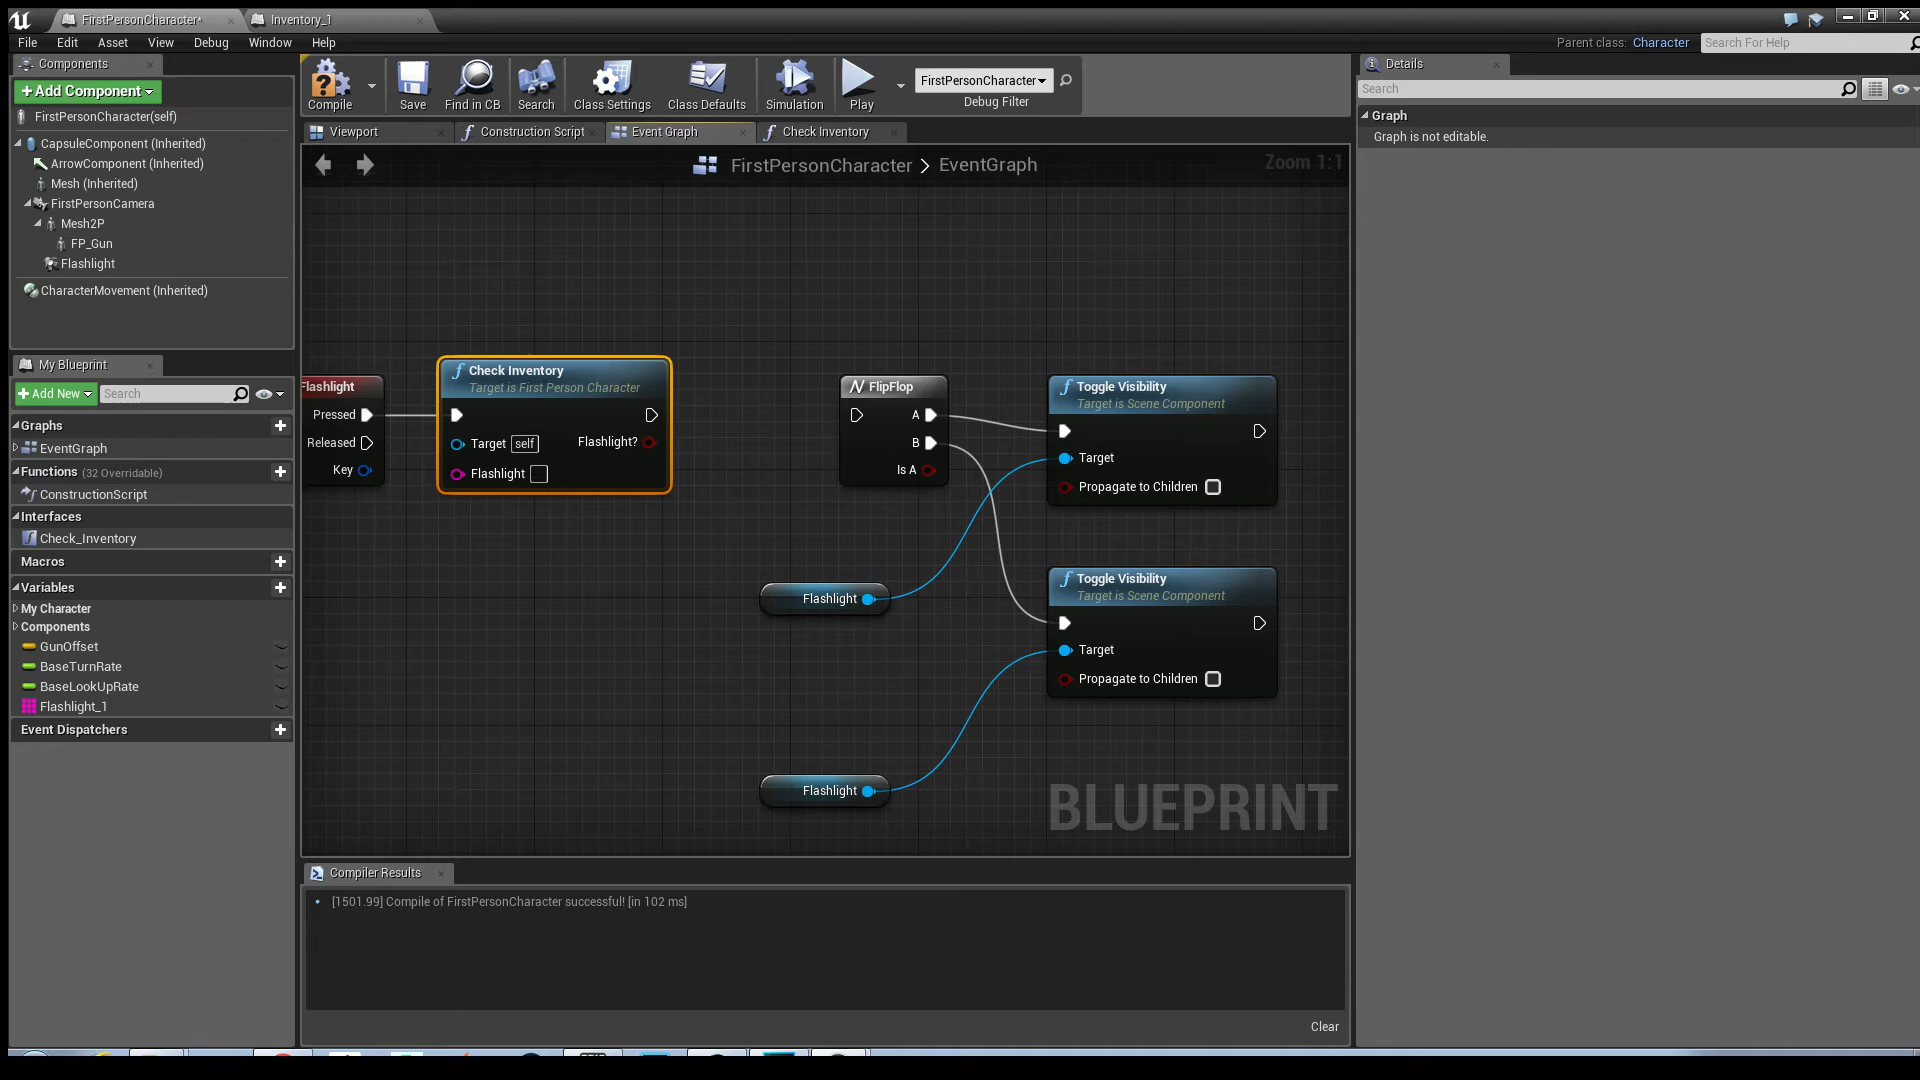 FirstPersonCharacter*
Inventory_1
File Edit Asset View Debug Window Help
Parent class: Character
Search For Help
Components
+Add Component
FirstPersonCharacter(self)
CapsuleComponent (Inherited)
ArrowComponent (Inherited)
Mesh (Inherited)
FirstPersonCamera
Mesh2P
FP_Gun
Flashlight
CharacterMovement (Inherited)
My Blueprint
+Add New
Search
Graphs
EventGraph
Functions (32 Overridable)
ConstructionScript
Interfaces
Check_Inventory
Macros
Variables
My Character
Components
GunOffset
BaseTurnRate
BaseLookUpRate
Flashlight_1
Event Dispatchers
Compile
Save
Find in CB
Search
Class Settings
Class Defaults
Simulation
Play
FirstPersonCharacter
Debug Filter
Viewport
Construction Script
Event Graph
Check Inventory
FirstPersonCharacter > EventGraph
Zoom 1:1
Flashlight
Pressed
Released
Key
Check Inventory
Target is First Person Character
Target self
Flashlight?
Flashlight
FlipFlop
A
B
Is A
Toggle Visibility
Target is Scene Component
Target
Propagate to Children
Toggle Visibility
Target is Scene Component
Target
Propagate to Children
Flashlight
Flashlight
BLUEPRINT
Compiler Results
[1501.99] Compile of FirstPersonCharacter successful! [in 102 ms]
Clear
Details
Search
Graph
Graph is not editable.